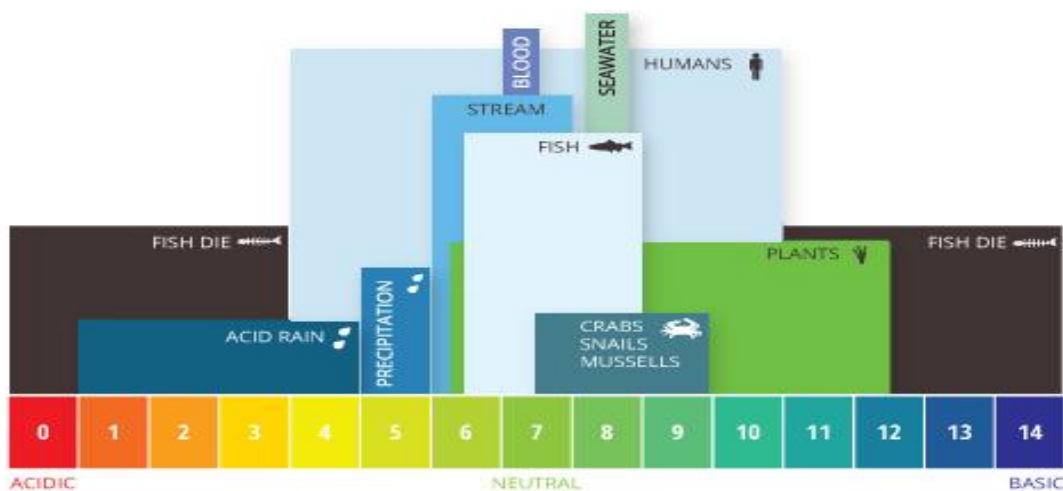 BLOOD
SEAWATER
HUMANS
STREAM
FISH
FISH DIE
FISH DIE
PLANTS
PRECIPITATION
ACID RAIN
CRABS
SNAILS
MUSSELLS
0 1 2 3 4 5 6 7 8 9 10 11 12 13 14
ACIDIC NEUTRAL BASIC